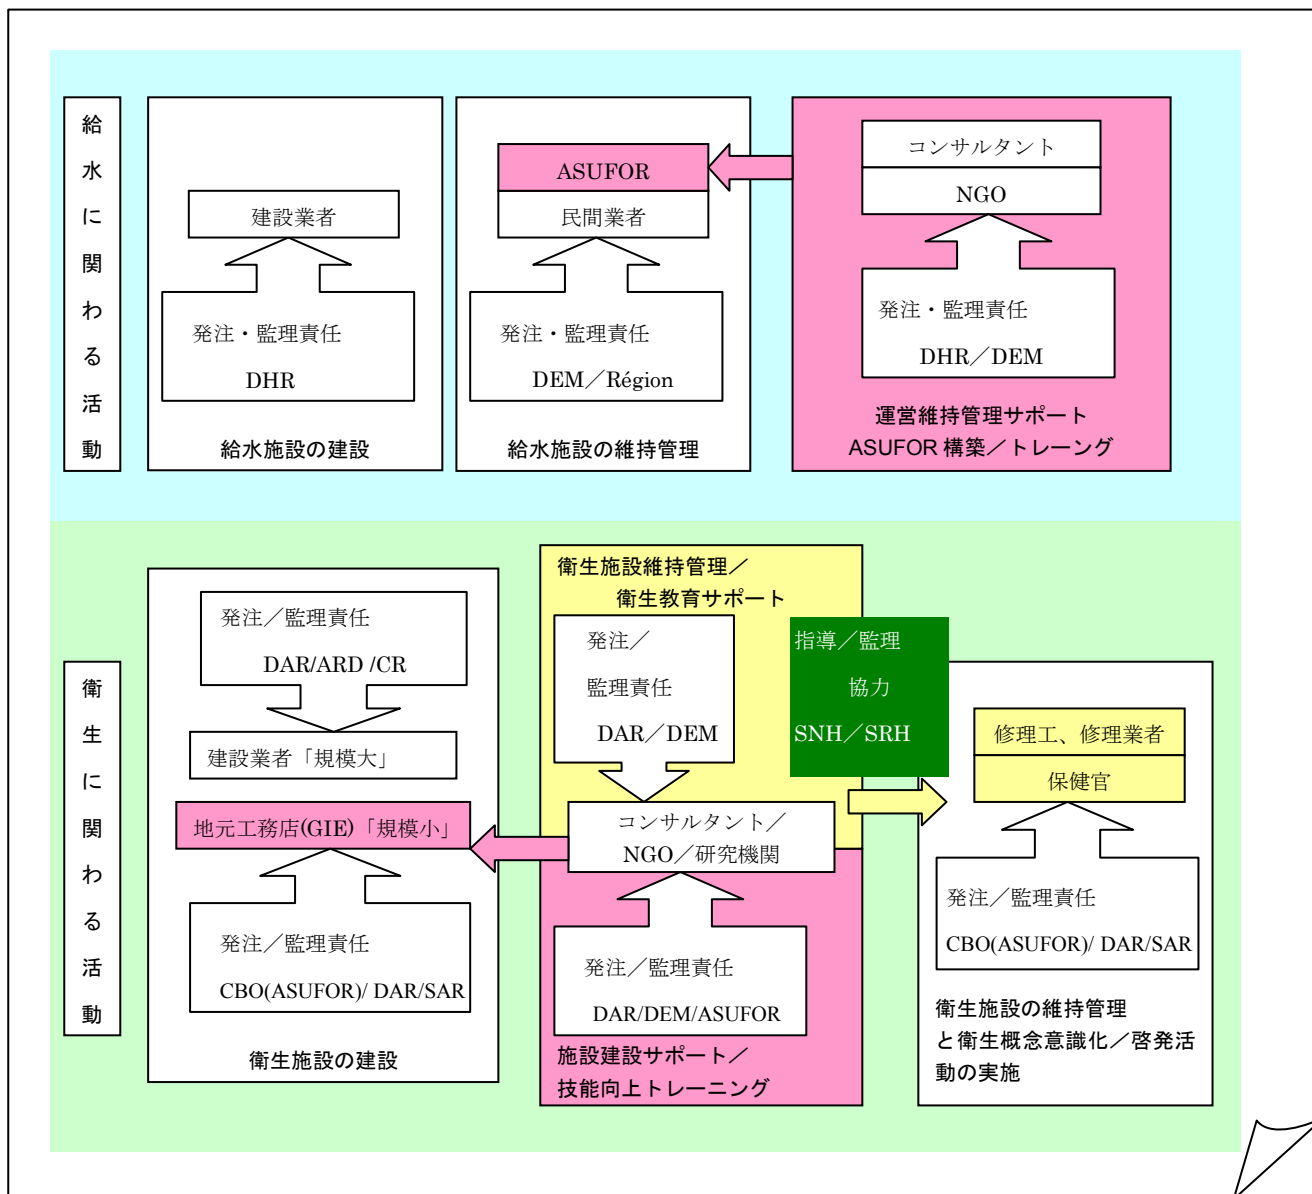 給水に関わる活動
建設業者
発注・監理責任
DHR
給水施設の建設
ASUFOR
民間業者
発注・監理責任
DEM／Région
給水施設の維持管理
コンサルタント
NGO
発注・監理責任
DHR／DEM
運営維持管理サポート
ASUFOR 構築／トレーング
衛生に関わる活動
発注／監理責任
DAR/ARD /CR
建設業者「規模大」
地元工務店(GIE)「規模小」
発注／監理責任
CBO(ASUFOR)/ DAR/SAR
衛生施設の建設
衛生施設維持管理／
衛生教育サポート
発注／
監理責任
DAR／DEM
コンサルタント／
NGO／研究機関
発注／監理責任
DAR/DEM/ASUFOR
施設建設サポート／
技能向上トレーニング
指導／監理
協力
SNH／SRH
修理工、修理業者
保健官
発注／監理責任
CBO(ASUFOR)/ DAR/SAR
衛生施設の維持管理
と衛生概念意識化／啓発活
動の実施